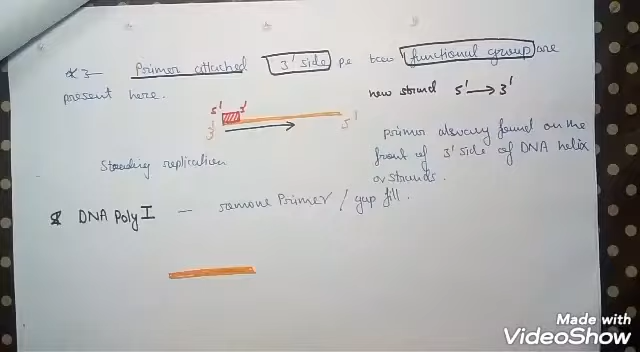 *3— Primer attached 3' side pe bcoz functional group are
present here.
new strand 5' → 3'
5' 3'
3' 5'
primer always found on the
front of 3' side of DNA helix
or strands.
replication
* DNA Poly I — remove Primer / gap fill.
Made with
VideoShow